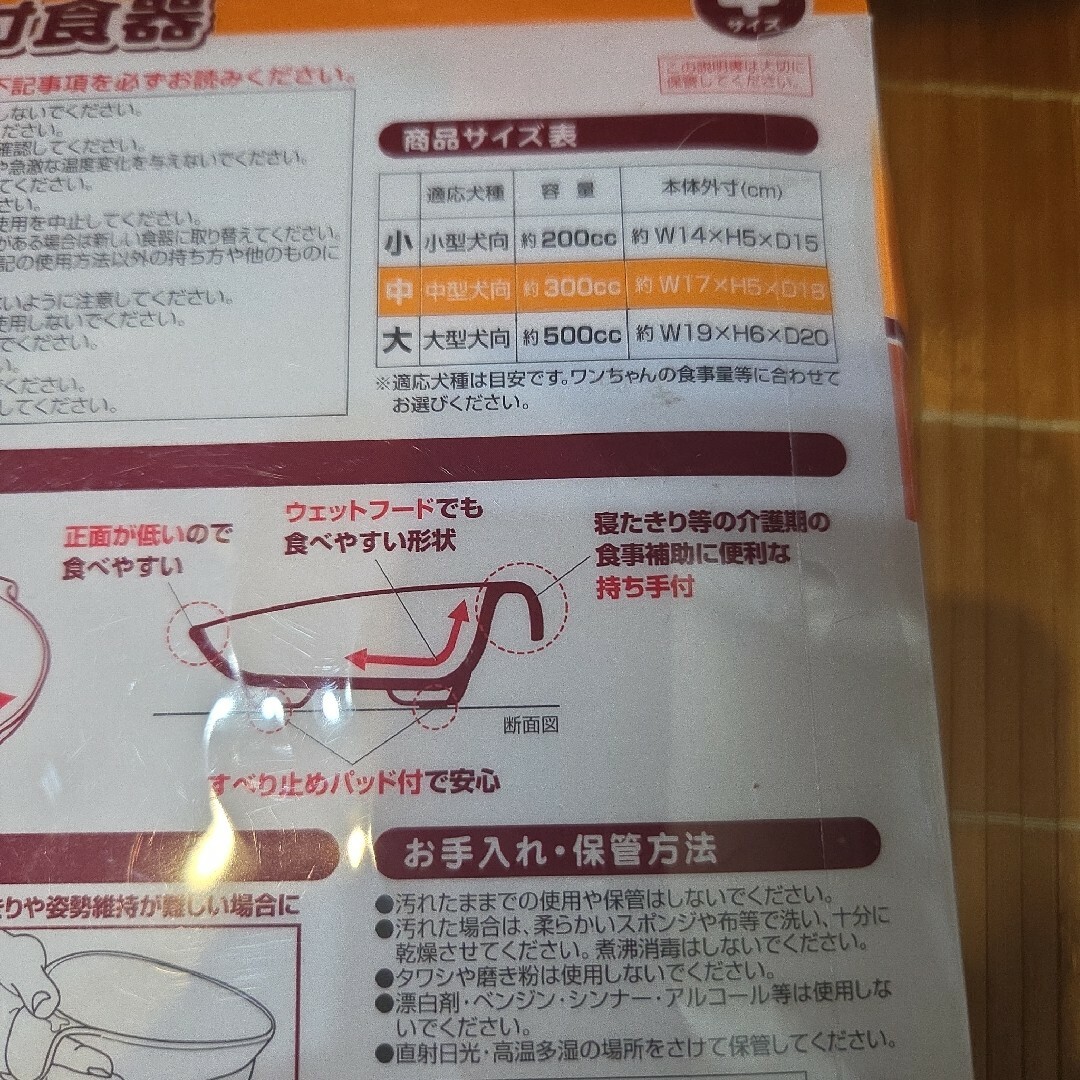 付食器
サイズ
この説明書は大切に
保管してください。
下記事項を必ずお読みください。
しないでください。
ださい。
確認してください。
や急激な温度変化を与えないでください。
てください。
さい。
使用を中止してください。
がある場合は新しい食器に取り替えてください。
記の使用方法以外の持ち方や他のものに
いように注意してください。
使用しないでください。
でください。
い。
ください。
してください。
商品サイズ表
適応犬種 容量 本体外寸(cm)
小 小型犬向 約200cc 約W14×H5×D15
中 中型犬向 約300cc 約W17×H5×D18
大 大型犬向 約500cc 約W19×H6×D20
※適応犬種は目安です。ワンちゃんの食事量等に合わせて
お選びください。
正面が低いので
食べやすい
ウェットフードでも
食べやすい形状
寝たきり等の介護期の
食事補助に便利な
持ち手付
断面図
すべり止めパッド付で安心
きりや姿勢維持が難しい場合に
お手入れ・保管方法
●汚れたままでの使用や保管はしないでください。
●汚れた場合は、柔らかいスポンジや布等で洗い、十分に
乾燥させてください。煮沸消毒はしないでください。
●タワシや磨き粉は使用しないでください。
●漂白剤・ベンジン・シンナー・アルコール等は使用しな
いでください。
●直射日光・高温多湿の場所をさけて保管してください。